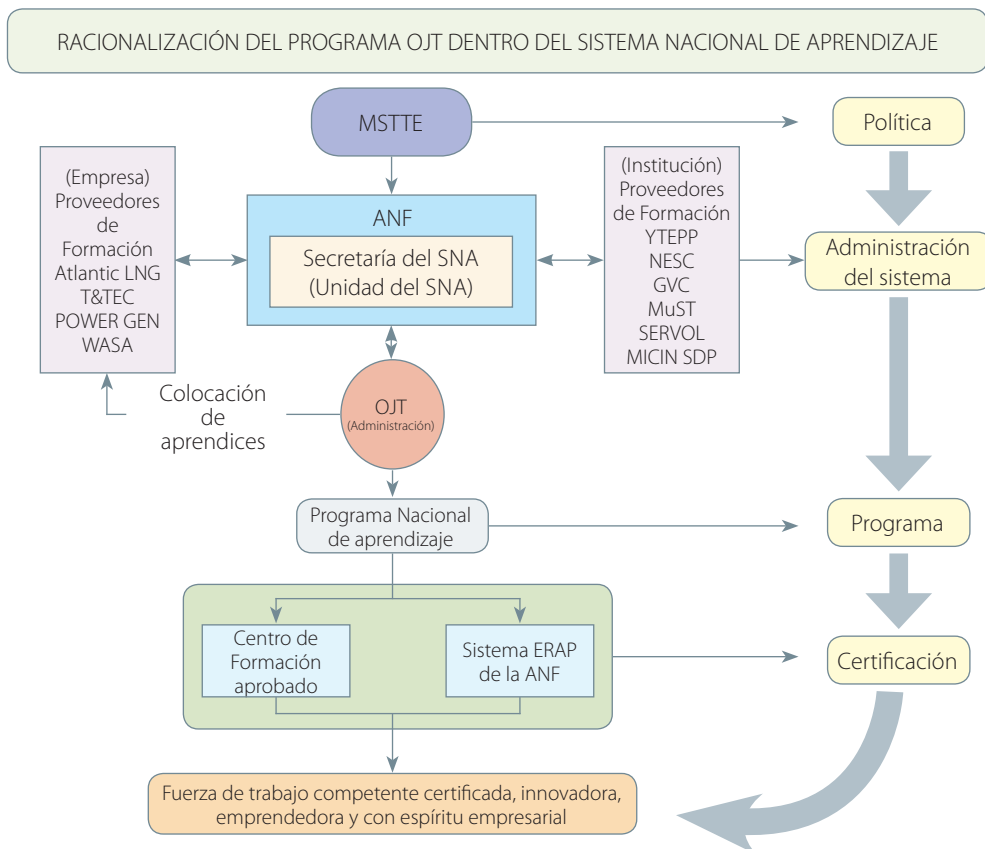 RACIONALIZACIÓN DEL PROGRAMA OJT DENTRO DEL SISTEMA NACIONAL DE APRENDIZAJE
MSTTE
Política
(Empresa)
Proveedores
de
Formación
Atlantic LNG
T&TEC
POWER GEN
WASA
ANF
Secretaría del SNA
(Unidad del SNA)
(Institución)
Proveedores
de Formación
YTEPP
NESC
GVC
MuST
SERVOL
MICIN SDP
Administración
del sistema
Colocación
de
aprendices
OJT
(Administración)
Programa Nacional
de aprendizaje
Programa
Centro de
Formación
aprobado
Sistema ERAP
de la ANF
Certificación
Fuerza de trabajo competente certificada, innovadora,
emprendedora y con espíritu empresarial